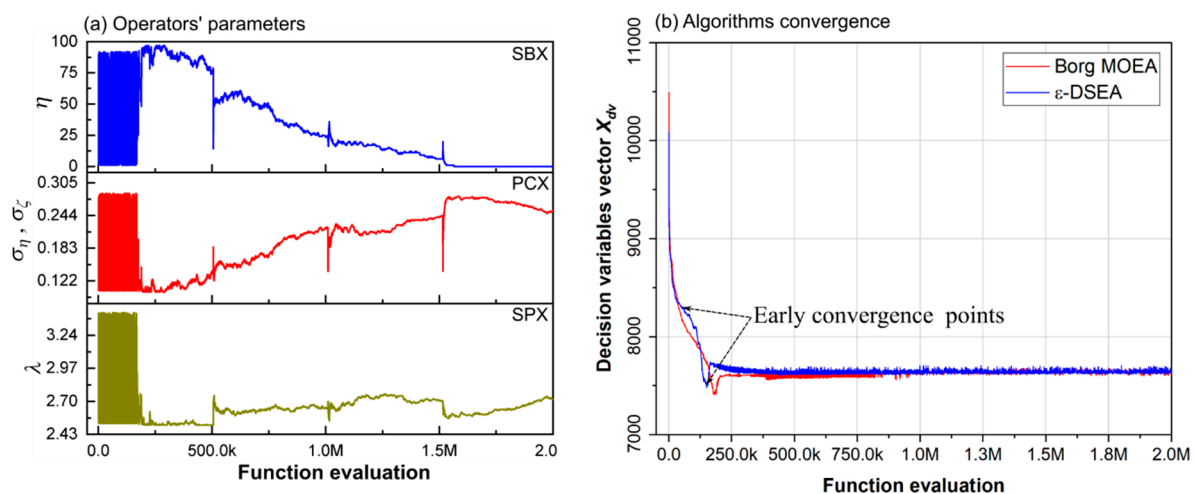 (a) Operators' parameters
SBX
100
75
50
25
0
η
PCX
0.305
0.244
0.183
0.122
ση , σζ
SPX
3.24
2.97
2.70
2.43
λ
0.0 500.0k 1.0M 1.5M 2.0
Function evaluation
(b) Algorithms convergence
11000
10000
9000
8000
7000
Decision variables vector Xdv
Borg MOEA
ε-DSEA
Early convergence points
0.0 250.0k 500.0k 750.0k 1.0M 1.3M 1.5M 1.8M 2.0M
Function evaluation